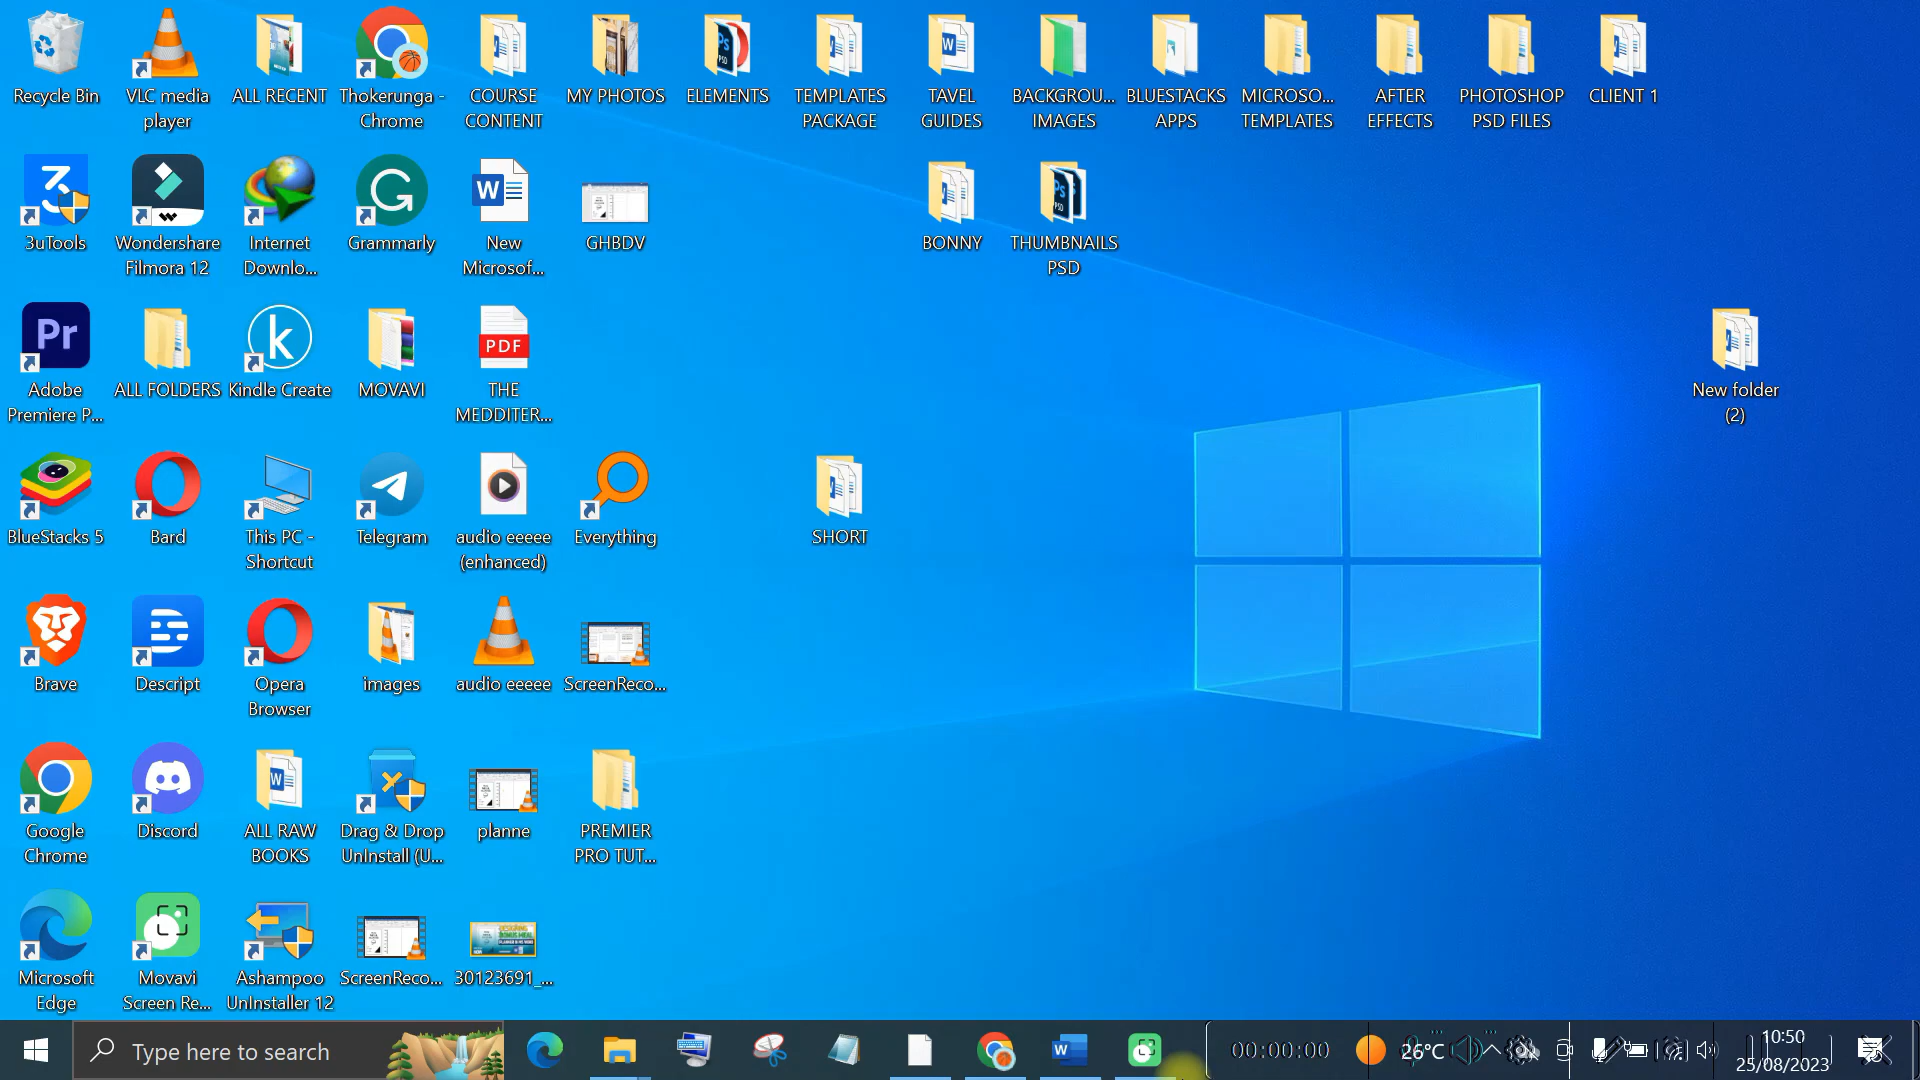 Recycle Bin
VLC media
player
ALL RECENT
Thokerunga -
Chrome
COURSE
CONTENT
MY PHOTOS
ELEMENTS
TEMPLATES
PACKAGE
TAVEL
GUIDES
BACKGROU...
IMAGES
BLUESTACKS
APPS
MICROSO...
TEMPLATES
AFTER
EFFECTS
PHOTOSHOP
PSD FILES
CLIENT 1
3uTools
Wondershare
Filmora 12
Internet
Downlo...
Grammarly
New
Microsof...
GHBDV
BONNY
THUMBNAILS
PSD
Adobe
Premiere P...
ALL FOLDERS
Kindle Create
MOVAVI
PDF
THE
MEDDITER...
New folder
(2)
BlueStacks 5
Bard
This PC -
Shortcut
Telegram
audio eeeee
(enhanced)
Everything
SHORT
Brave
Descript
Opera
Browser
images
audio eeeee
ScreenReco...
Google
Chrome
Discord
ALL RAW
BOOKS
Drag & Drop
UnInstall (U...
planne
PREMIER
PRO TUT...
Microsoft
Edge
Movavi
Screen Re...
Ashampoo
UnInstaller 12
ScreenReco...
30123691_...
Type here to search
00:00:00
26°C
10:50
25/08/2023